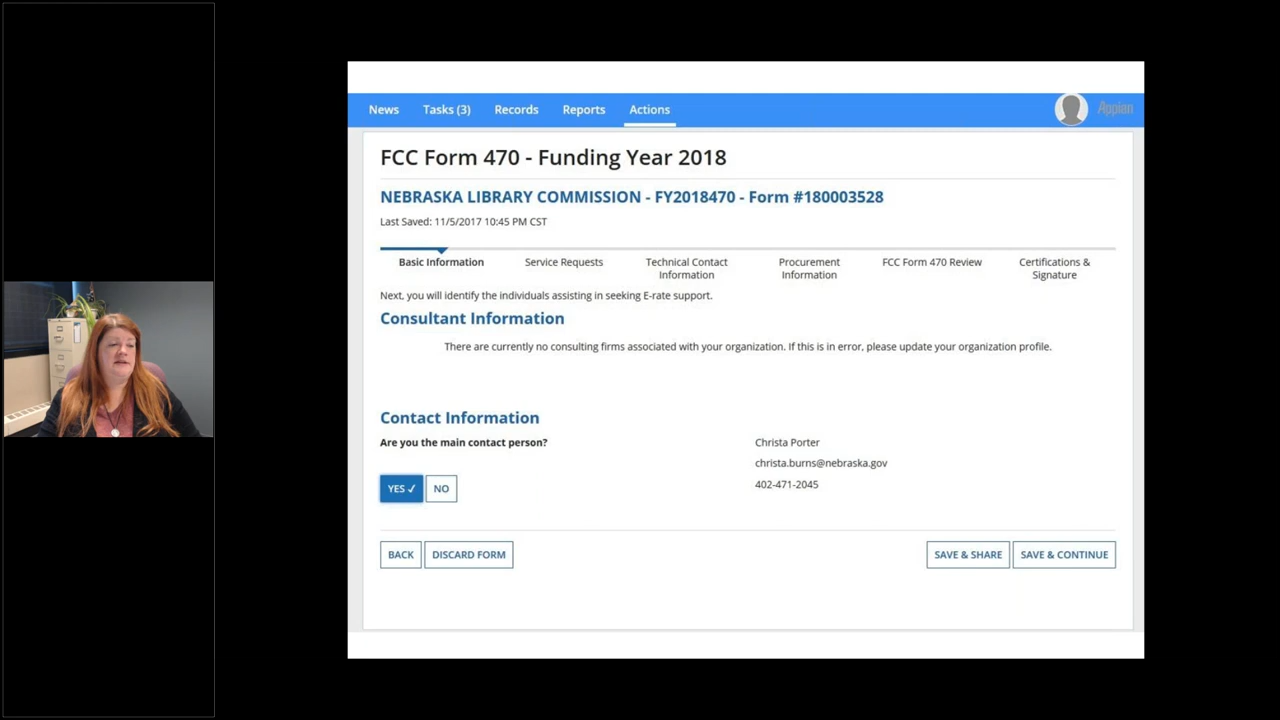 News Tasks (3) Records Reports Actions Appian
FCC Form 470 - Funding Year 2018
NEBRASKA LIBRARY COMMISSION - FY2018470 - Form #180003528
Last Saved: 11/5/2017 10:45 PM CST
Basic Information
Service Requests
Technical Contact
Information
Procurement
Information
FCC Form 470 Review
Certifications &
Signature
Next, you will identify the individuals assisting in seeking E-rate support.
Consultant Information
There are currently no consulting firms associated with your organization. If this is in error, please update your organization profile.
Contact Information
Are you the main contact person?
Christa Porter
christa.burns@nebraska.gov
402-471-2045
YES ✓ NO
BACK DISCARD FORM SAVE & SHARE SAVE & CONTINUE